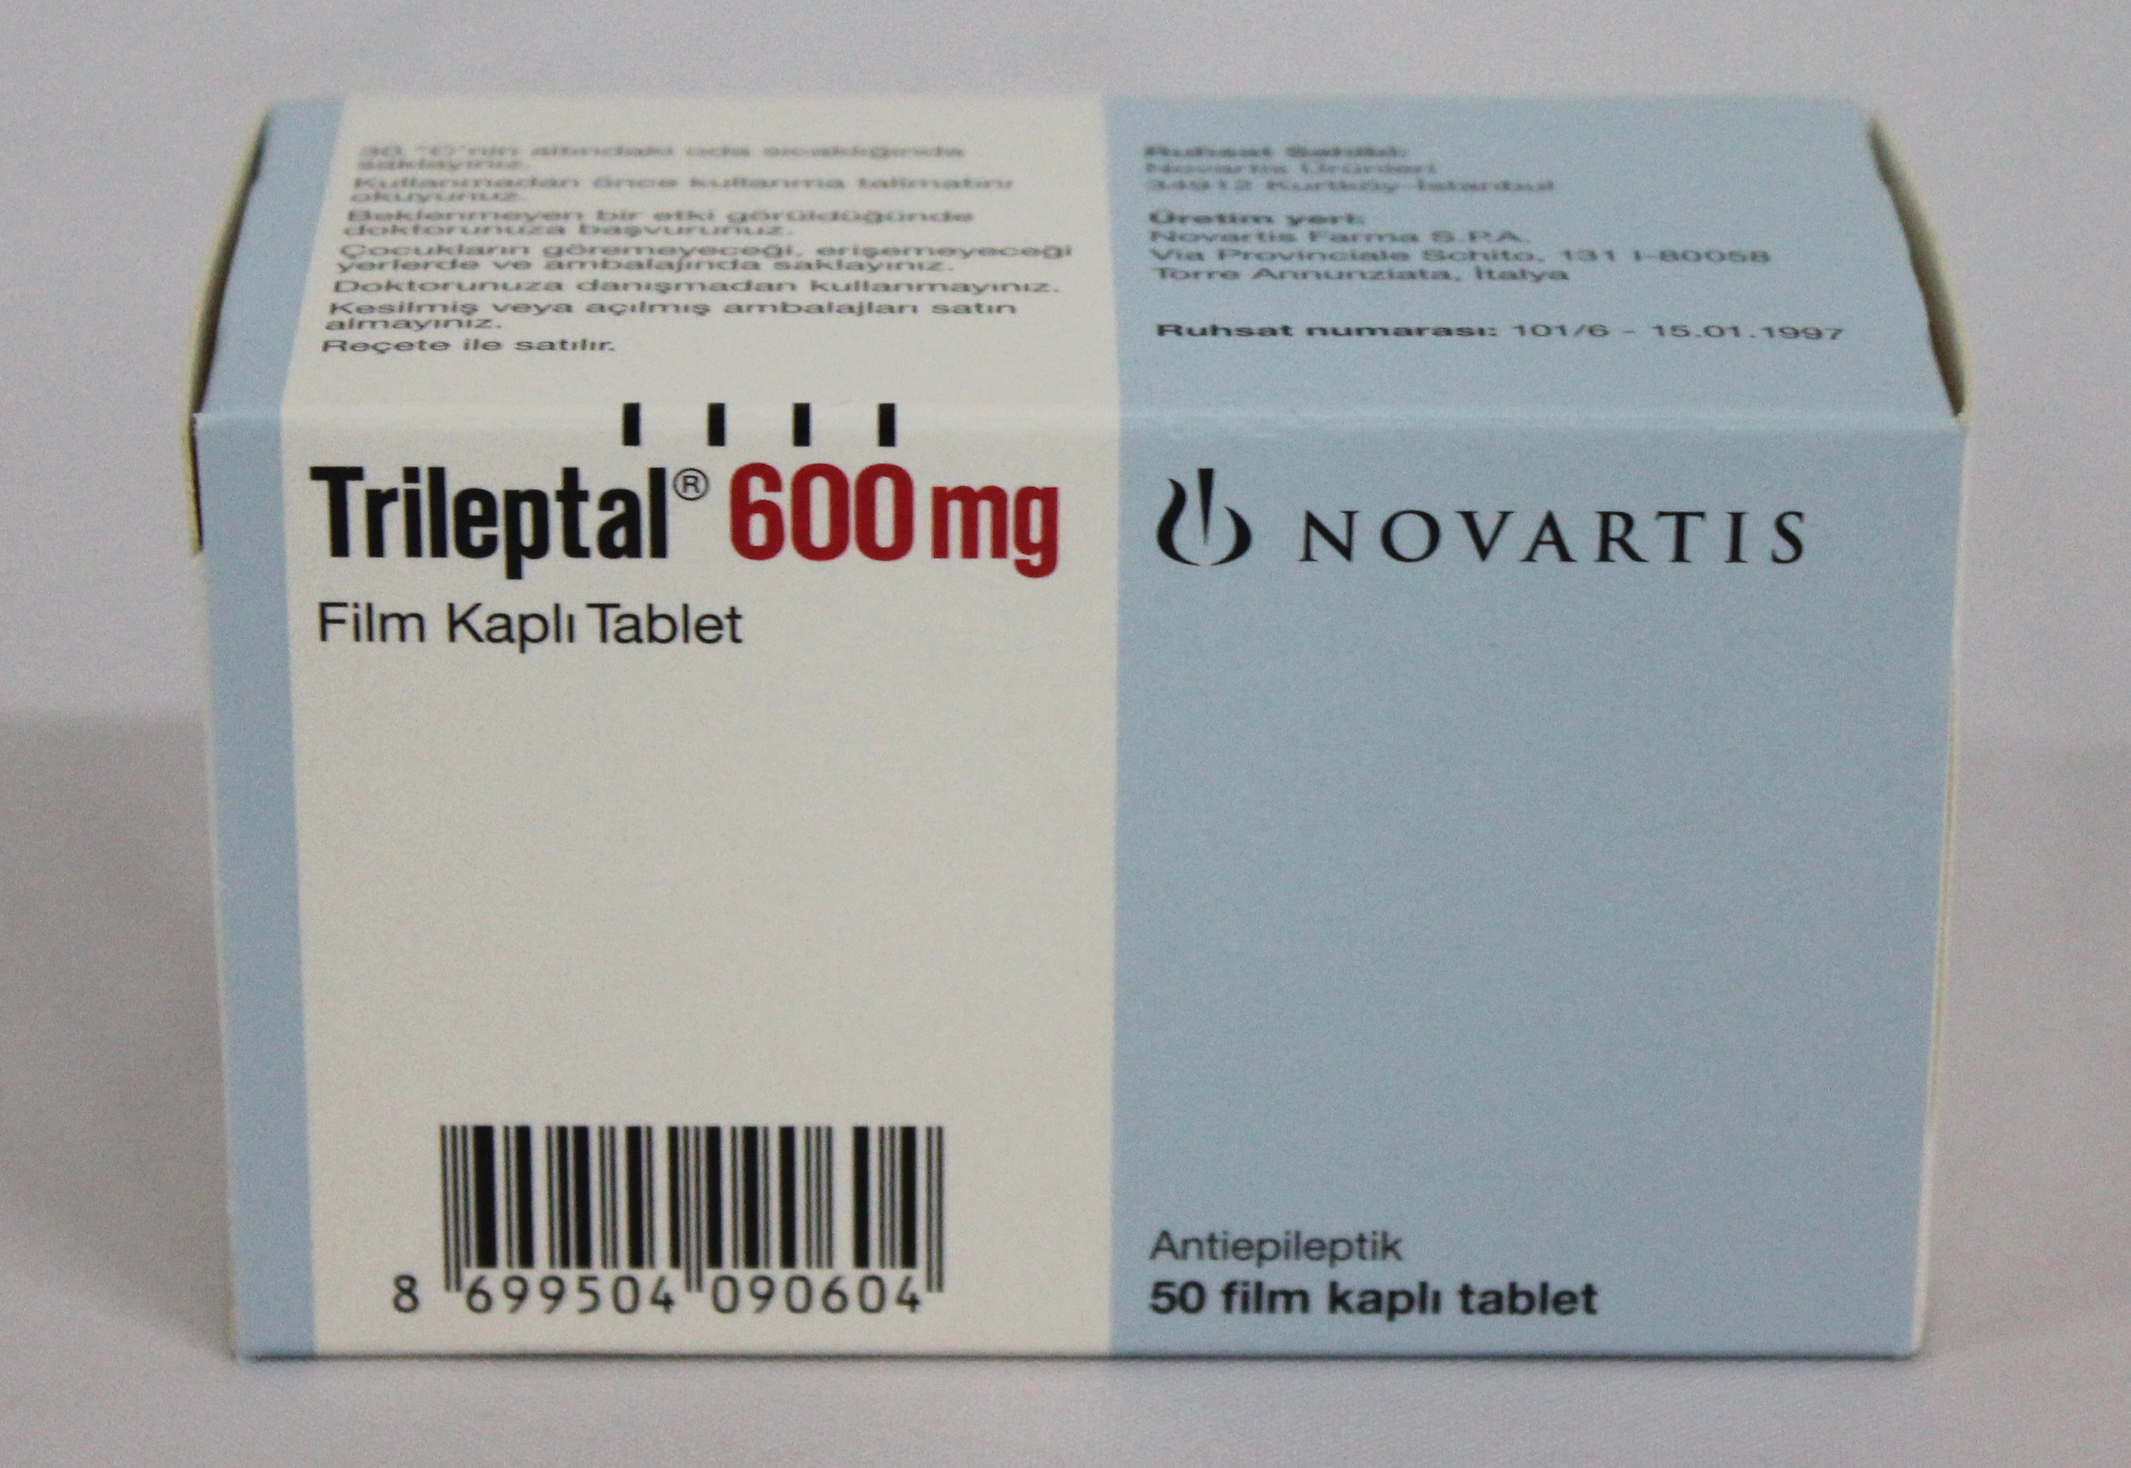 30 °C'nin altındaki oda sıcaklığında
saklayınız.
Kullanmadan önce kullanma talimatını
okuyunuz.
Beklenmeyen bir etki görüldüğünde
doktorunuza başvurunuz.
Çocukların göremeyeceği, erişemeyeceği
yerlerde ve ambalajında saklayınız.
Doktorunuza danışmadan kullanmayınız.
Kesilmiş veya açılmış ambalajları satın
almayınız.
Reçete ile satılır.
Ruhsat Sahibi:
Novartis Ürünleri
34912 Kurtköy-İstanbul
Üretim yeri:
Novartis Farma S.P.A.
Via Provinciale Schito, 131 I-80058
Torre Annunziata, İtalya
Ruhsat numarası: 101/6 - 15.01.1997
Trileptal® 600 mg
Film Kaplı Tablet
NOVARTIS
8 699504 090604
Antiepileptik
50 film kaplı tablet